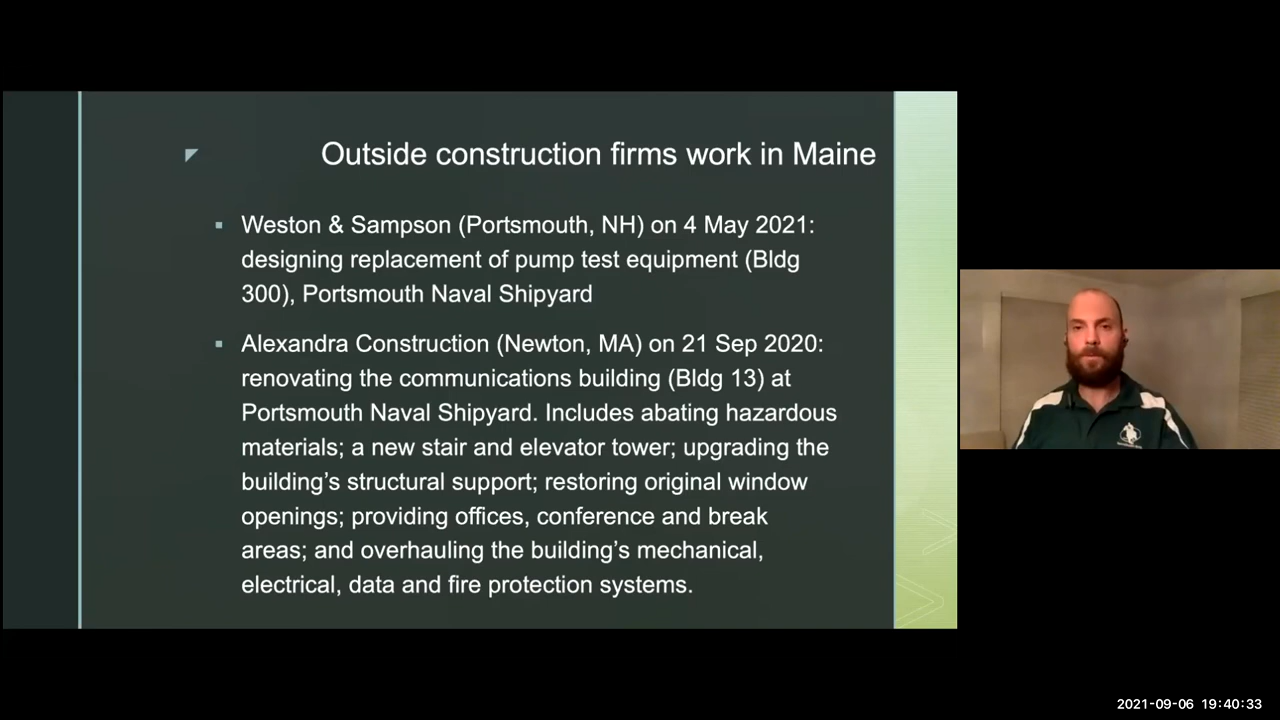 Outside construction firms work in Maine
Weston & Sampson (Portsmouth, NH) on 4 May 2021:
designing replacement of pump test equipment (Bldg
300), Portsmouth Naval Shipyard
Alexandra Construction (Newton, MA) on 21 Sep 2020:
renovating the communications building (Bldg 13) at
Portsmouth Naval Shipyard. Includes abating hazardous
materials; a new stair and elevator tower; upgrading the
building’s structural support; restoring original window
openings; providing offices, conference and break
areas; and overhauling the building’s mechanical,
electrical, data and fire protection systems.
2021-09-06 19:40:33